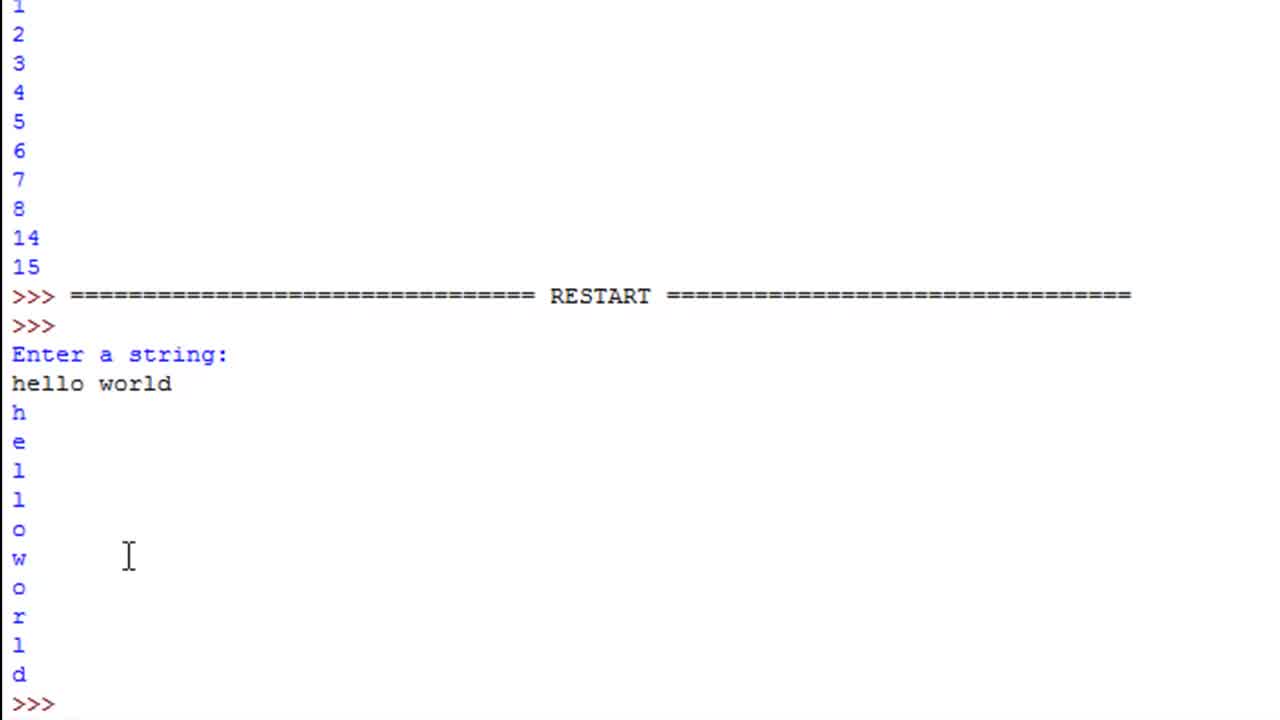 1
2
3
4
5
6
7
8
14
15
>>> ================================ RESTART ================================
>>>
Enter a string:
hello world
h
e
l
l
o
w
o
r
l
d
>>>